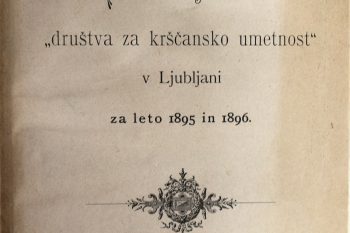 „društva za krščansko umetnost“
v Ljubljani
za leto 1895 in 1896.